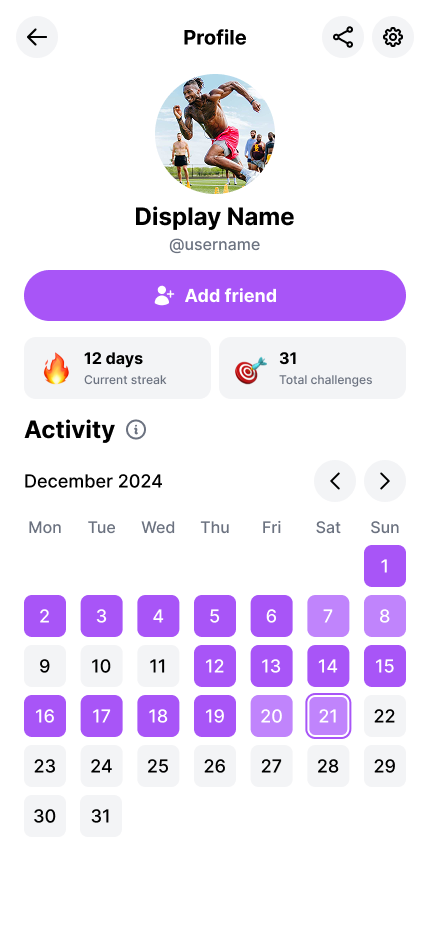 Profile
Display Name
@username
Add friend
12 days
Current streak
31
Total challenges
Activity
December 2024
Mon Tue Wed Thu Fri Sat Sun
1
2 3 4 5 6 7 8
9 10 11 12 13 14 15
16 17 18 19 20 21 22
23 24 25 26 27 28 29
30 31